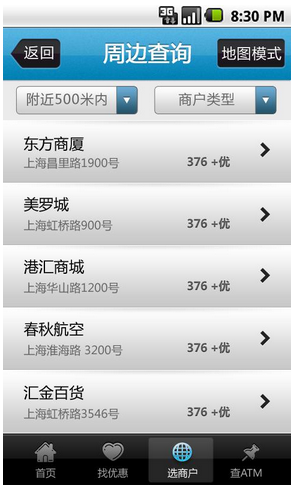 3G 8:30 PM
返回 周边查询 地图模式
附近500米内 商户类型
东方商厦
上海昌里路1900号 376 +优
美罗城
上海虹桥路900号 376 +优
港汇商城
上海华山路1200号 376 +优
春秋航空
上海淮海路 3200号 376 +优
汇金百货
上海虹桥路3546号 376 +优
首页 找优惠 选商户 查ATM